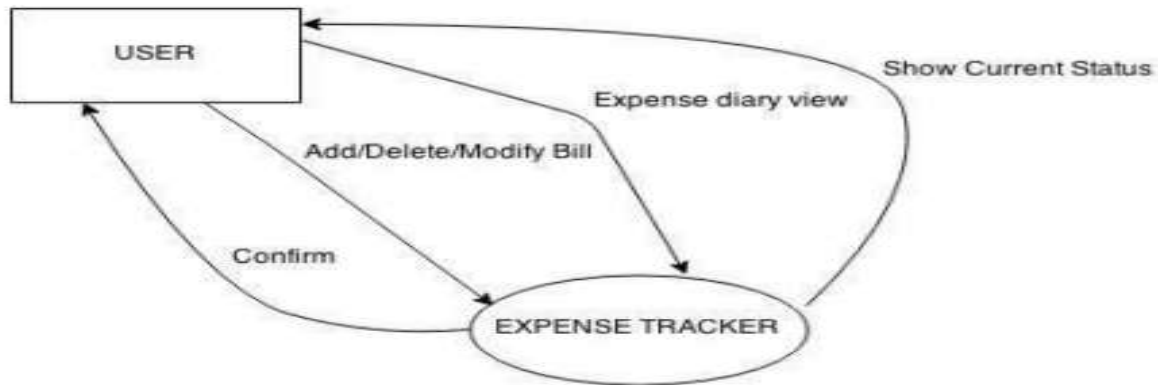 USER
Show Current Status
Expense diary view
Add/Delete/Modify Bill
Confirm
EXPENSE TRACKER